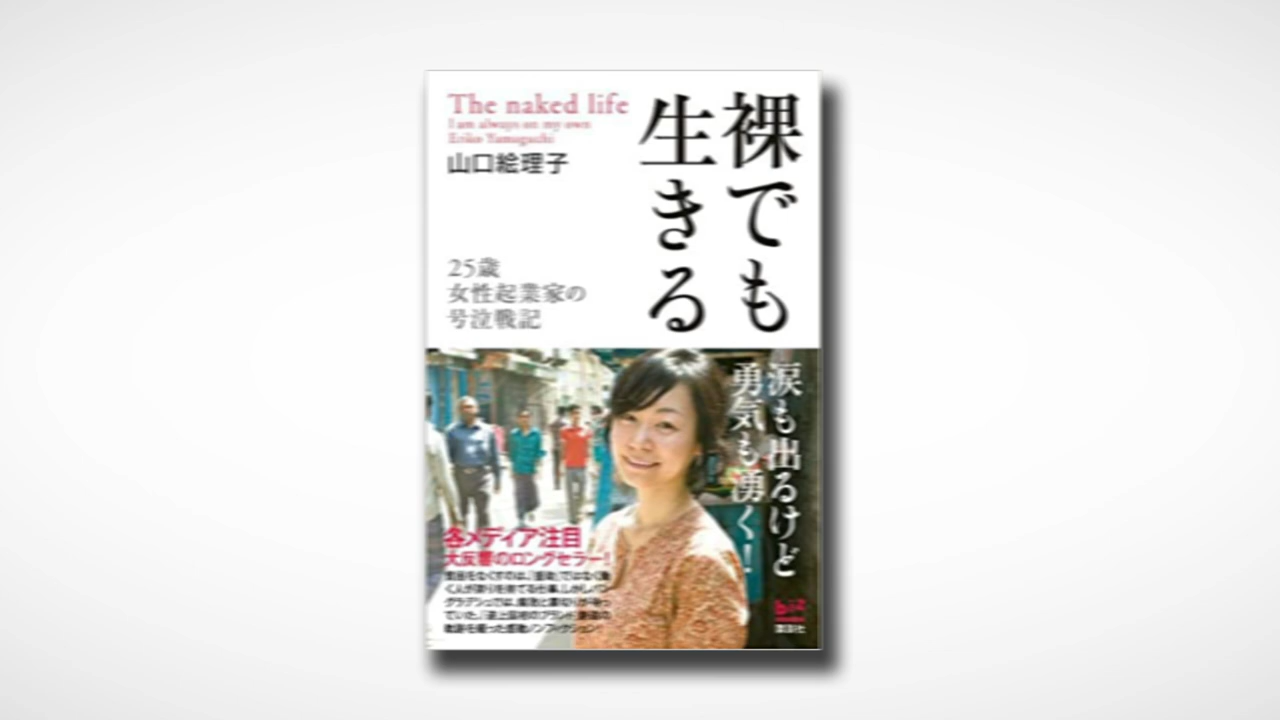 The naked life
I am always on my own
Eriko Yamaguchi
山口絵理子
裸でも
生きる
25歳
女性起業家の
号泣戦記
涙も出るけど
勇気も湧く!
各メディア注目
大反響のロングセラー!
講談社